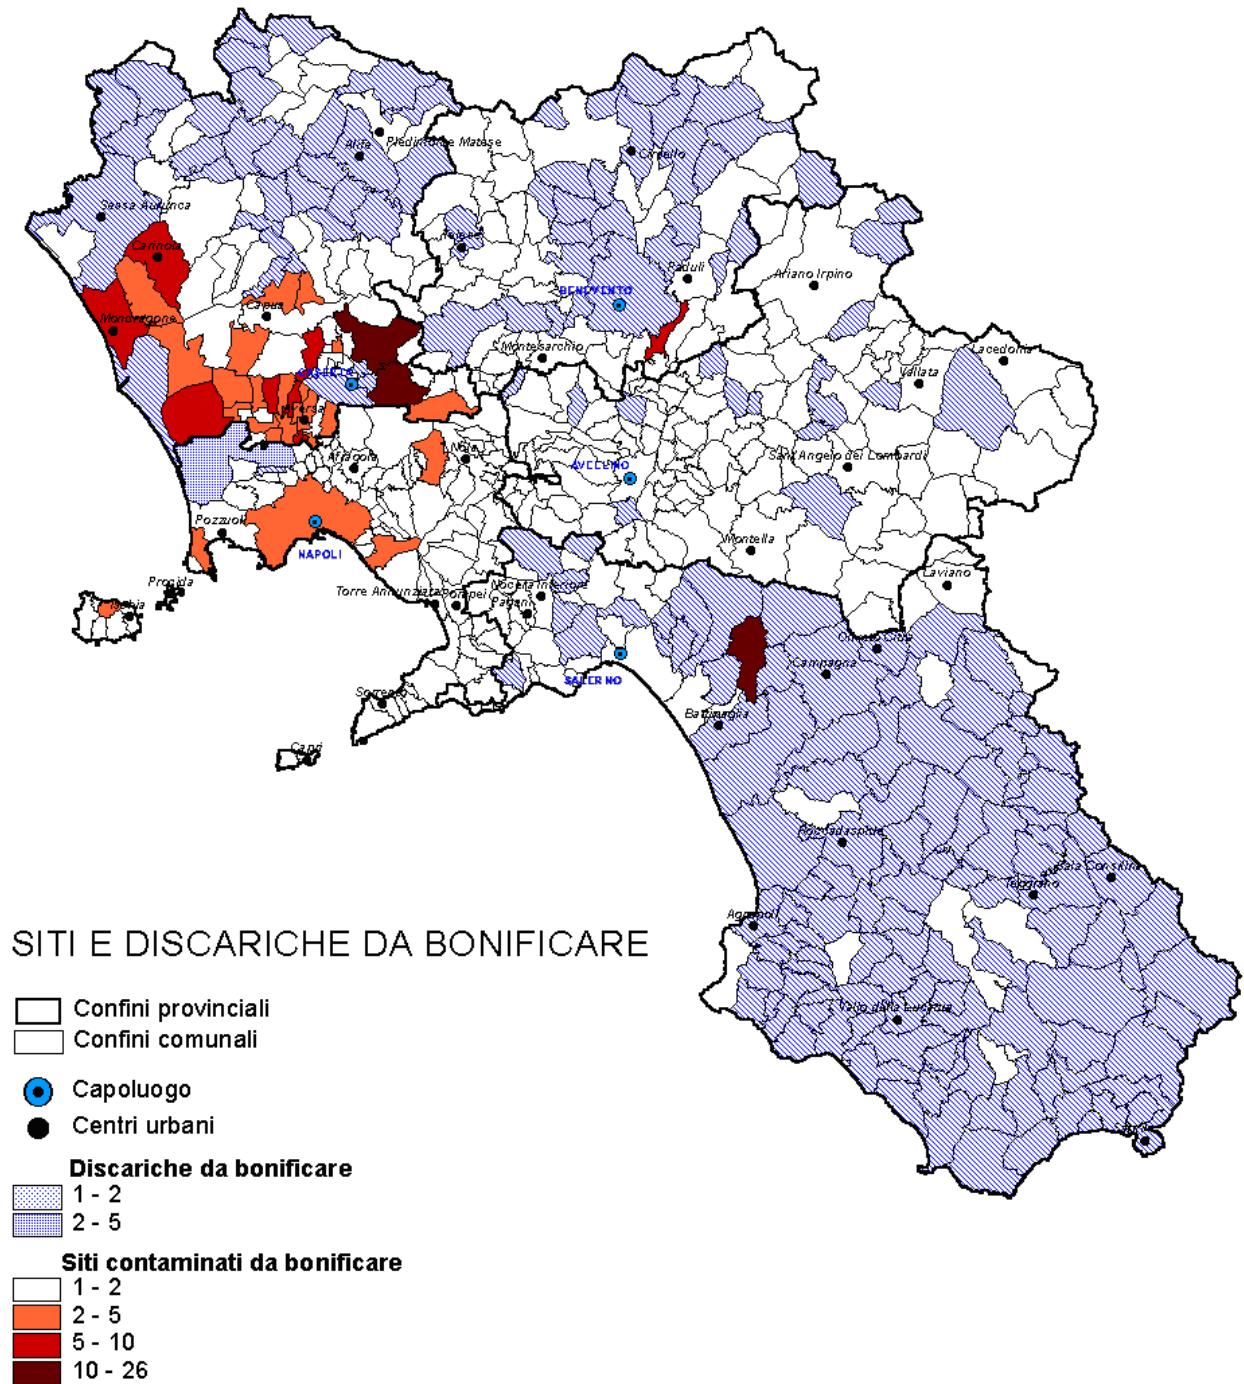 Piedimonte Matese
Alife
Circello
Sessa Aurunca
Carinola
Telese
Paduli
Ariano Irpino
BENEVENTO
Capua
Mondragone
Montesarchio
Lacedonia
Vallata
CASERTA
Aversa
Afragola
Nola
AVELLINO
Sant'Angelo dei Lombardi
Pozzuoli
NAPOLI
Montella
Laviano
Procida
Ischia
Torre Annunziata
Pompei
Nocera Inferiore
Pagani
Oliveto Citra
Campagna
SALERNO
Sorrento
Battipaglia
Capri
Roccadaspide
Sala Consilina
Teggiano
Agropoli
SITI E DISCARICHE DA BONIFICARE
Vallo della Lucania
Confini provinciali
Confini comunali
Capoluogo
Centri urbani
Sapri
Discariche da bonificare
1 - 2
2 - 5
Siti contaminati da bonificare
1 - 2
2 - 5
5 - 10
10 - 26